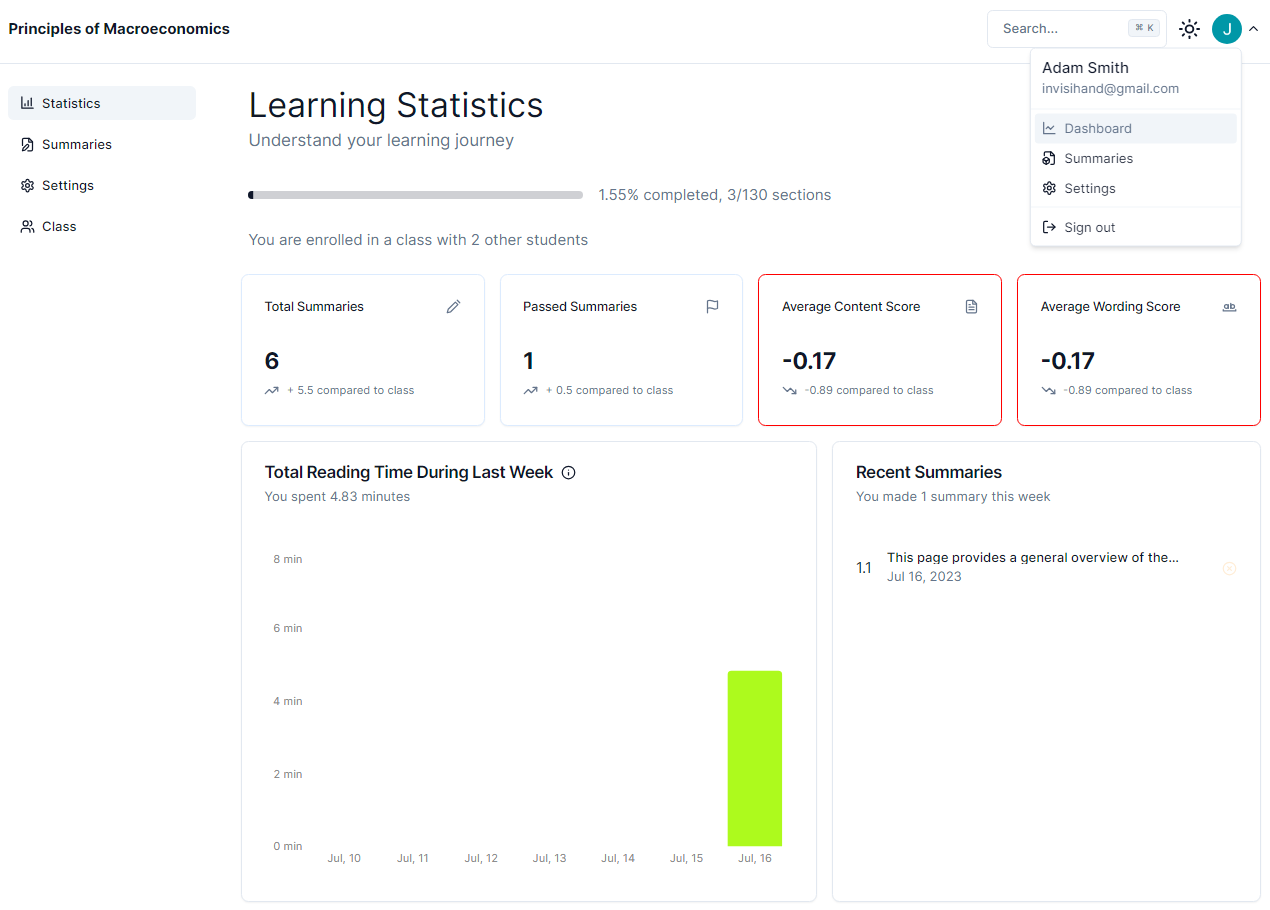 Principles of Macroeconomics
Search...
⌘ K
J
Adam Smith
invisihand@gmail.com
Dashboard
Summaries
Settings
Sign out
Statistics
Summaries
Settings
Class
Learning Statistics
Understand your learning journey
1.55% completed, 3/130 sections
You are enrolled in a class with 2 other students
Total Summaries
6
+ 5.5 compared to class
Passed Summaries
1
+ 0.5 compared to class
Average Content Score
-0.17
-0.89 compared to class
Average Wording Score
ab
-0.17
-0.89 compared to class
Total Reading Time During Last Week
You spent 4.83 minutes
8 min
6 min
4 min
2 min
0 min
Jul, 10
Jul, 11
Jul, 12
Jul, 13
Jul, 14
Jul, 15
Jul, 16
Recent Summaries
You made 1 summary this week
1.1
This page provides a general overview of the...
Jul 16, 2023